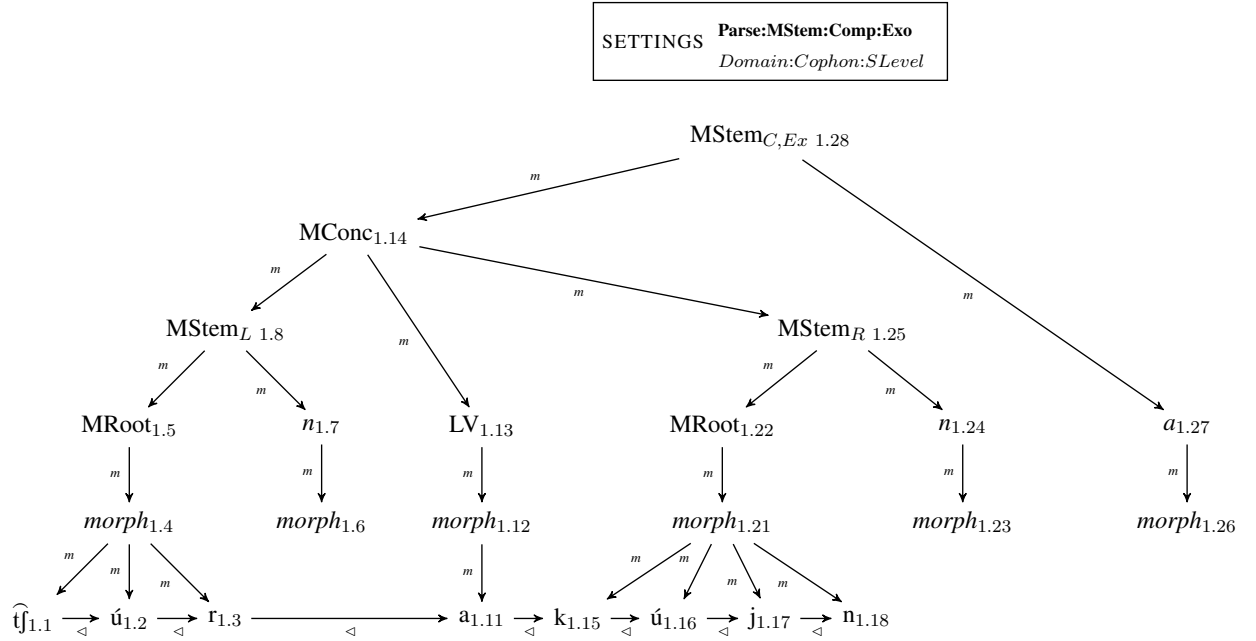 SETTINGS Parse:MStem:Comp:Exo
Domain:Cophon:SLevel
MStem_{C,Ex 1.28}
m
MConc_{1.14}
m m m
m
MStem_{L 1.8} MStem_{R 1.25}
m m m m
MRoot_{1.5} n_{1.7} LV_{1.13} MRoot_{1.22} n_{1.24} a_{1.27}
m m m m m m
morph_{1.4} morph_{1.6} morph_{1.12} morph_{1.21} morph_{1.23} morph_{1.26}
m m m m m m m m
t͡ʃ_{1.1} ú_{1.2} r_{1.3} a_{1.11} k_{1.15} ú_{1.16} j_{1.17} n_{1.18}
◁ ◁ ◁ ◁ ◁ ◁ ◁